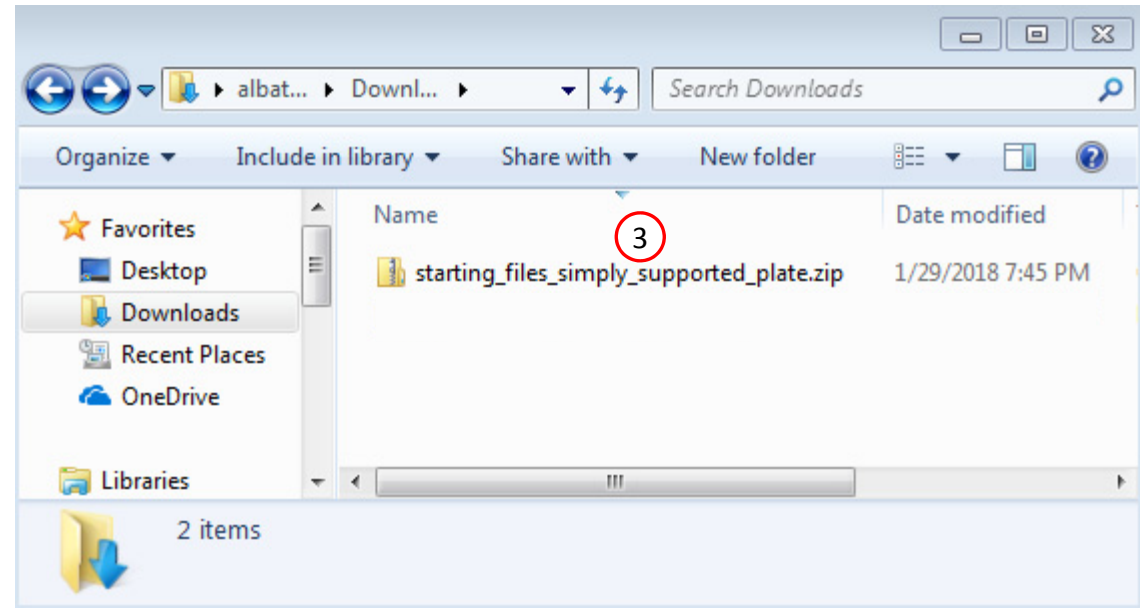 albat... Downl... Search Downloads
Organize Include in library Share with New folder
Name Date modified
3
Favorites
starting_files_simply_supported_plate.zip 1/29/2018 7:45 PM
Desktop
Downloads
Recent Places
OneDrive
Libraries
2 items